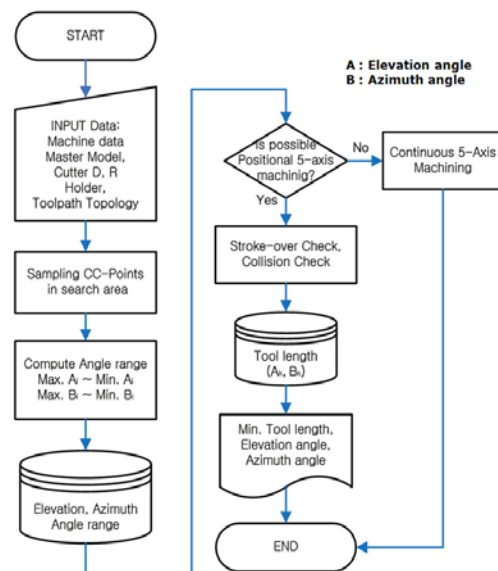 START
INPUT Data:
Machine data
Master Model,
Cutter D, R
Holder,
Toolpath Topology
Sampling CC-Points
in search area
Compute Angle range
Max. Aᵢ ~ Min. Aᵢ
Max. Bᵢ ~ Min. Bᵢ
Elevation, Azimuth
Angle range
A : Elevation angle
B : Azimuth angle
Is possible
Positional 5-axis
machinig?
No
Yes
Continuous 5-Axis
Machining
Stroke-over Check,
Collision Check
Tool length
(Aₖ, Bₖ)
Min. Tool length,
Elevation angle,
Azimuth angle
END